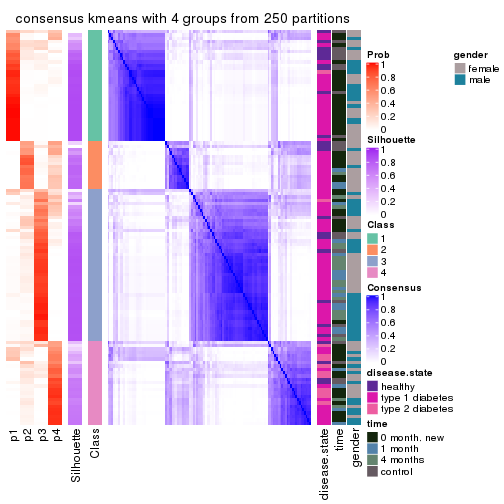 consensus kmeans with 4 groups from 250 partitions
Prob
1
0.8
0.6
0.4
0.2
0
gender
female
male
Silhouette
1
0.8
0.6
0.4
0.2
0
Class
1
2
3
4
Consensus
1
0.8
0.6
0.4
0.2
0
disease.state
healthy
type 1 diabetes
type 2 diabetes
time
0 month. new
1 month
4 months
control
p1
p2
p3
p4
Silhouette
Class
disease.state
time
gender